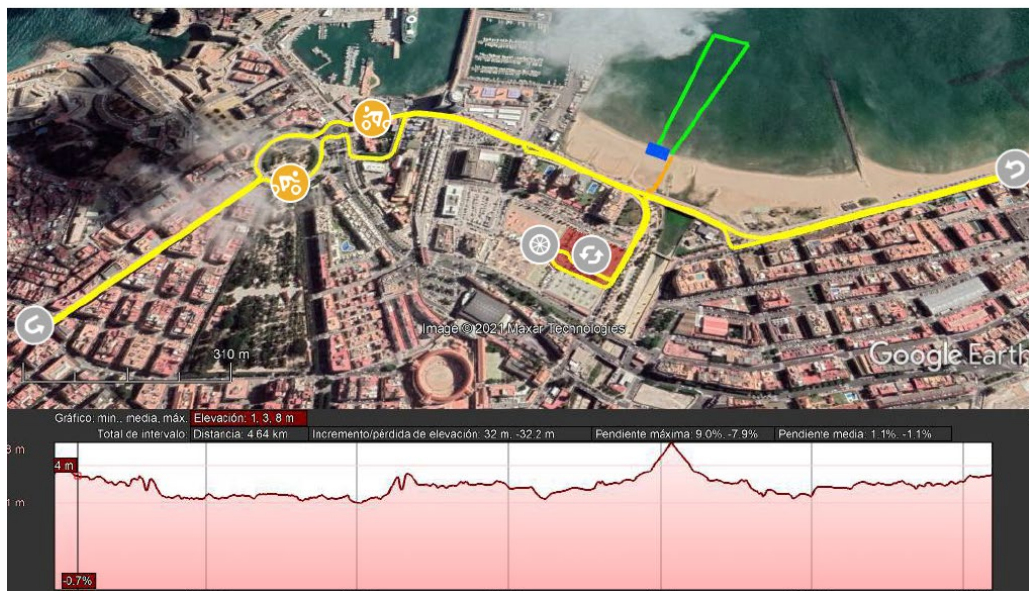 Image © 2021 Maxar Technologies
310 m
Google Earth
Gráfico: min., media, máx. Elevación: 1, 3, 8 m
Total de intervalo: Distancia: 4.64 km Incremento/pérdida de elevación: 32 m, -32.2 m Pendiente máxima: 9.0%, -7.9% Pendiente media: 1.1%, -1.1%
8 m
4 m
1 m
-0.7%